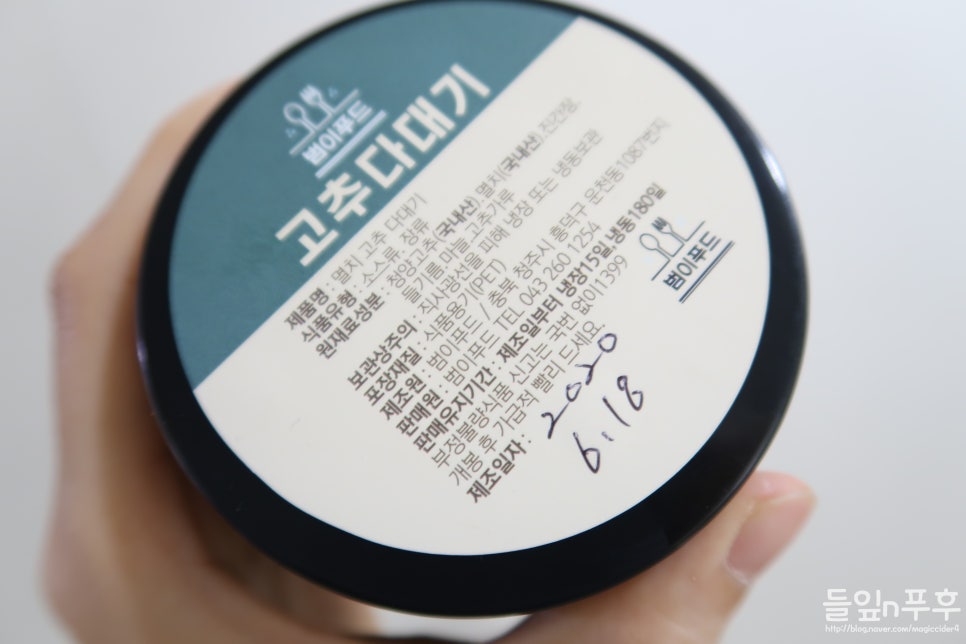 범이푸드
고추다대기
제품명 : 멸치 고추 다대기
식품유형 : 소스류. 장류
원재료성분 : 청양고추(국내산).멸치(국내산).진간장.
들기름.마늘.고추가루
보관상주의 : 직사광선을 피해 냉장 또는 냉동보관
포장재질 : 식품용기(PET)
제조원 : 범이푸드 / 충북 청주시 흥덕구 운천동1087번지
판매원 : 범이푸드 TEL. 043 260 1254
판매유지기간 : 제조일부터 냉장15일,냉동180일
부정불량식품 신고는 국번 없이1399
개봉 후 가급적 빨리 드세요.
제조일자 : 2020
6.18
범이푸드
들잎n푸후
http://blog.naver.com/magiccider4